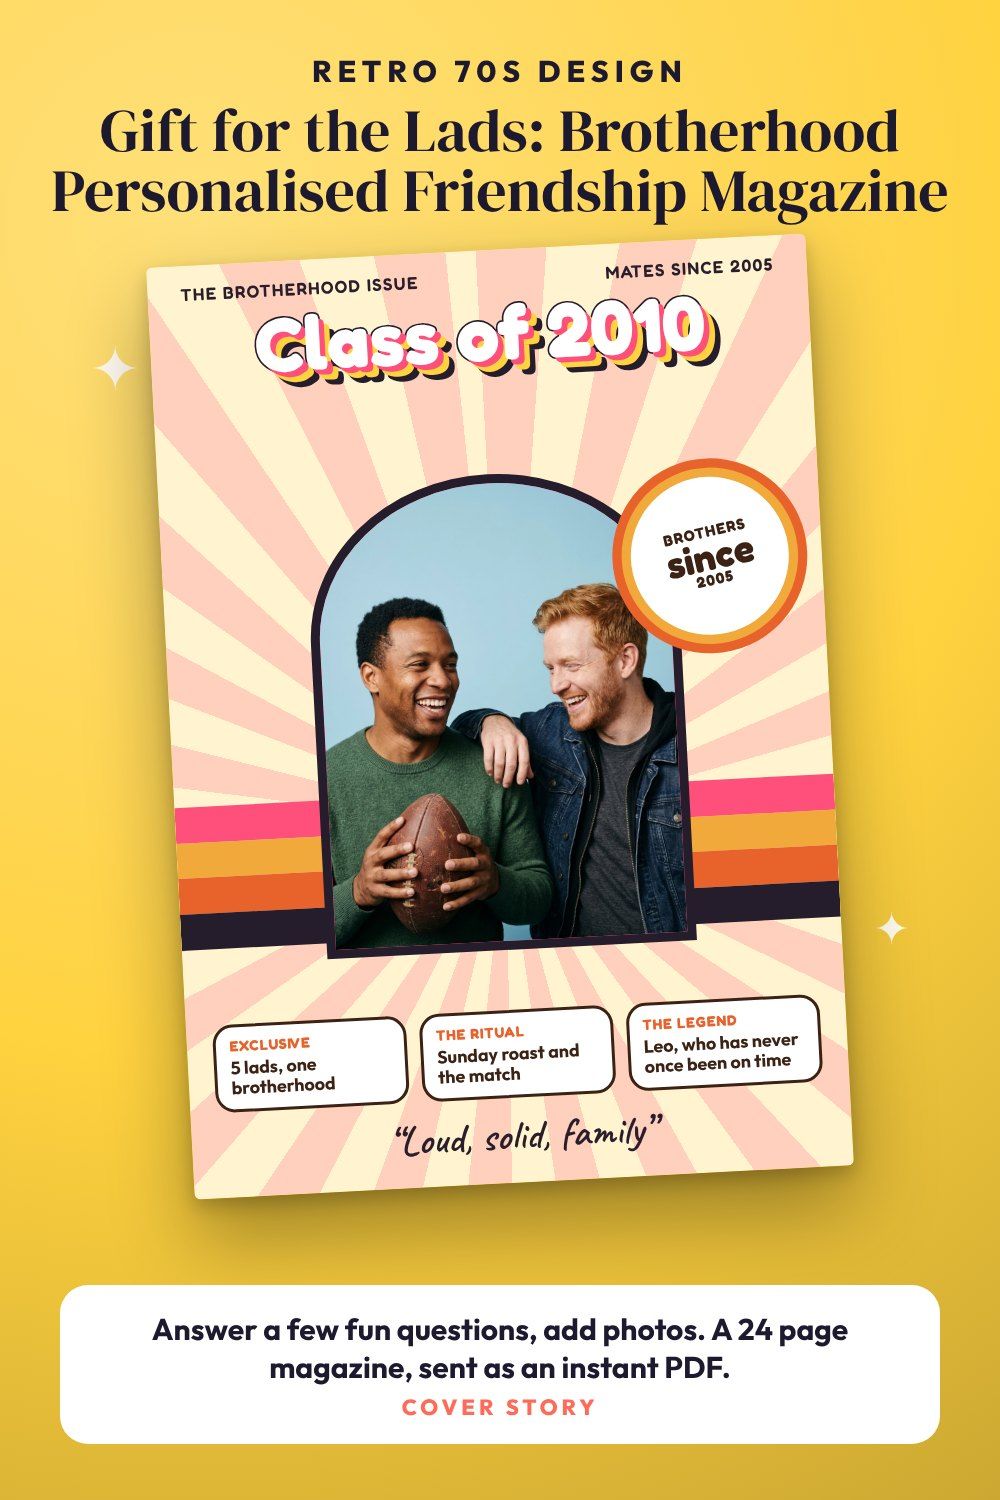 RETRO 70S DESIGN
Gift for the Lads: Brotherhood
Personalised Friendship Magazine
THE BROTHERHOOD ISSUE
MATES SINCE 2005
Class of 2010
BROTHERS
since
2005
EXCLUSIVE
5 lads, one
brotherhood
THE RITUAL
Sunday roast and
the match
THE LEGEND
Leo, who has never
once been on time
“Loud, solid, family”
Answer a few fun questions, add photos. A 24 page
magazine, sent as an instant PDF.
COVER STORY